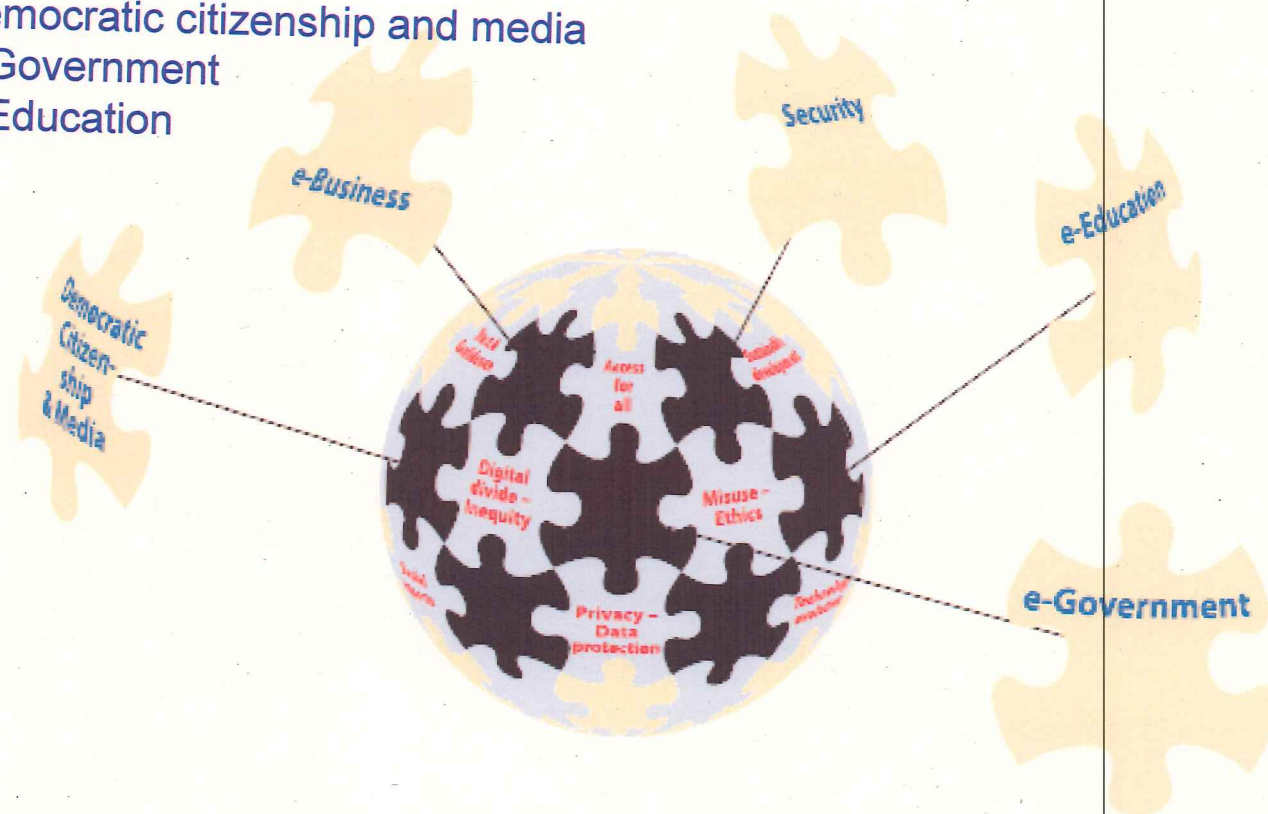 emocratic citizenship and media
Government
Education
e-Business
Security
e-Education
Democratic
Citizen-
ship
& Media
Access
for
all
Digital
divide –
Inequity
Misuse –
Ethics
e-Government
Privacy –
Data
protection